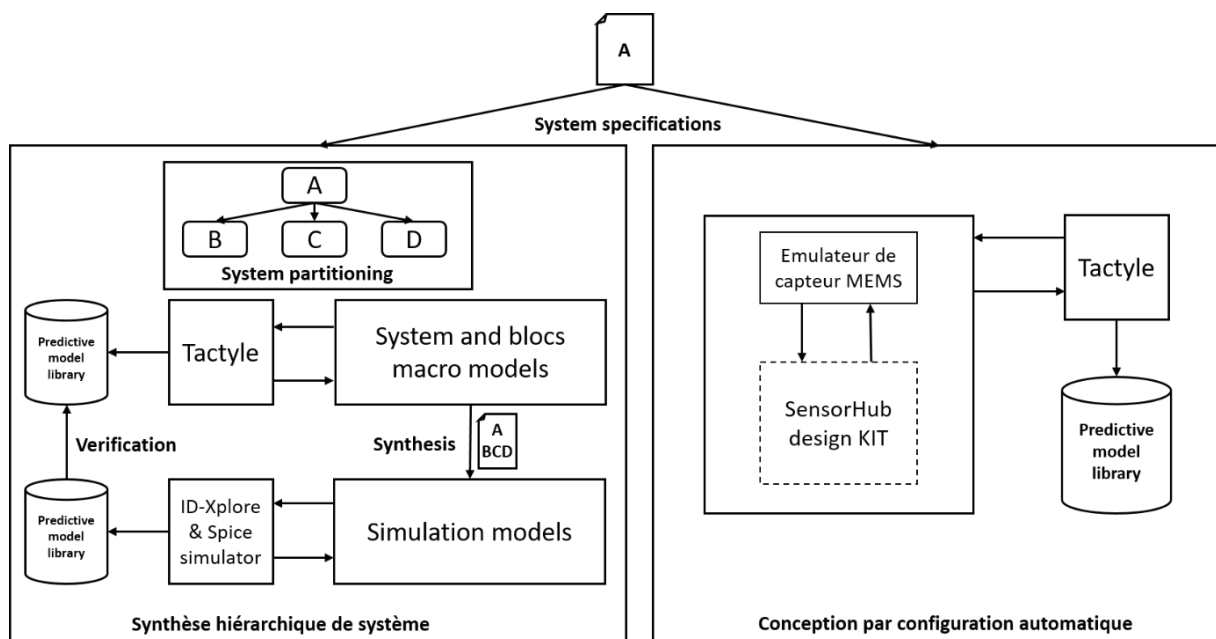 A
System specifications
A
B
C
D
System partitioning
Predictive
model
library
Tactyle
System and blocs
macro models
Verification
Synthesis
A
BCD
Predictive
model
library
ID-Xplore
& Spice
simulator
Simulation models
Synthèse hiérarchique de système
Emulateur de
capteur MEMS
SensorHub
design KIT
Tactyle
Predictive
model
library
Conception par configuration automatique